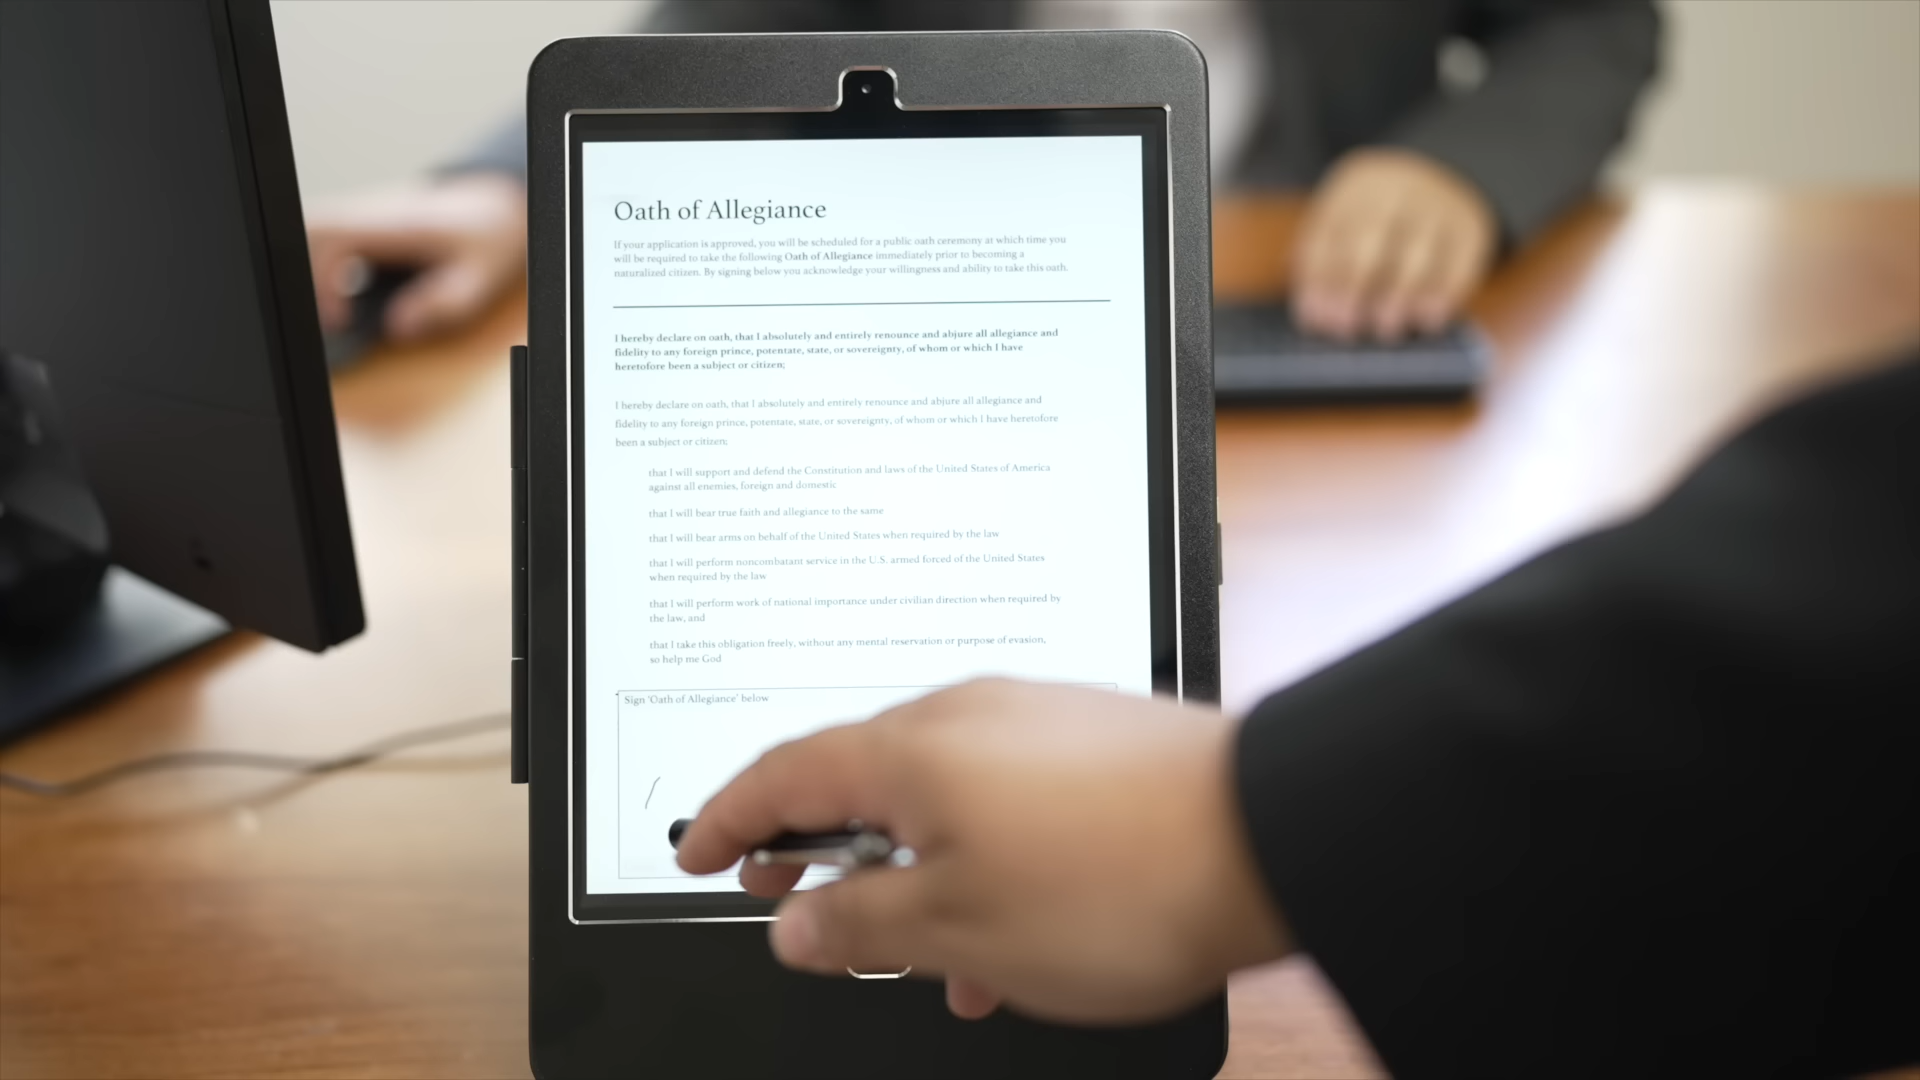 Oath of Allegiance
If your application is approved, you will be scheduled for a public oath ceremony at which time you
will be required to take the following Oath of Allegiance immediately prior to becoming a
naturalized citizen. By signing below you acknowledge your willingness and ability to take this oath.
I hereby declare on oath, that I absolutely and entirely renounce and abjure all allegiance and
fidelity to any foreign prince, potentate, state, or sovereignty, of whom or which I have
heretofore been a subject or citizen;
I hereby declare on oath, that I absolutely and entirely renounce and abjure all allegiance and
fidelity to any foreign prince, potentate, state, or sovereignty, of whom or which I have heretofore
been a subject or citizen;
that I will support and defend the Constitution and laws of the United States of America
against all enemies, foreign and domestic
that I will bear true faith and allegiance to the same
that I will bear arms on behalf of the United States when required by the law
that I will perform noncombatant service in the U.S. armed forced of the United States
when required by the law
that I will perform work of national importance under civilian direction when required by
the law, and
that I take this obligation freely, without any mental reservation or purpose of evasion,
so help me God
Sign 'Oath of Allegiance' below